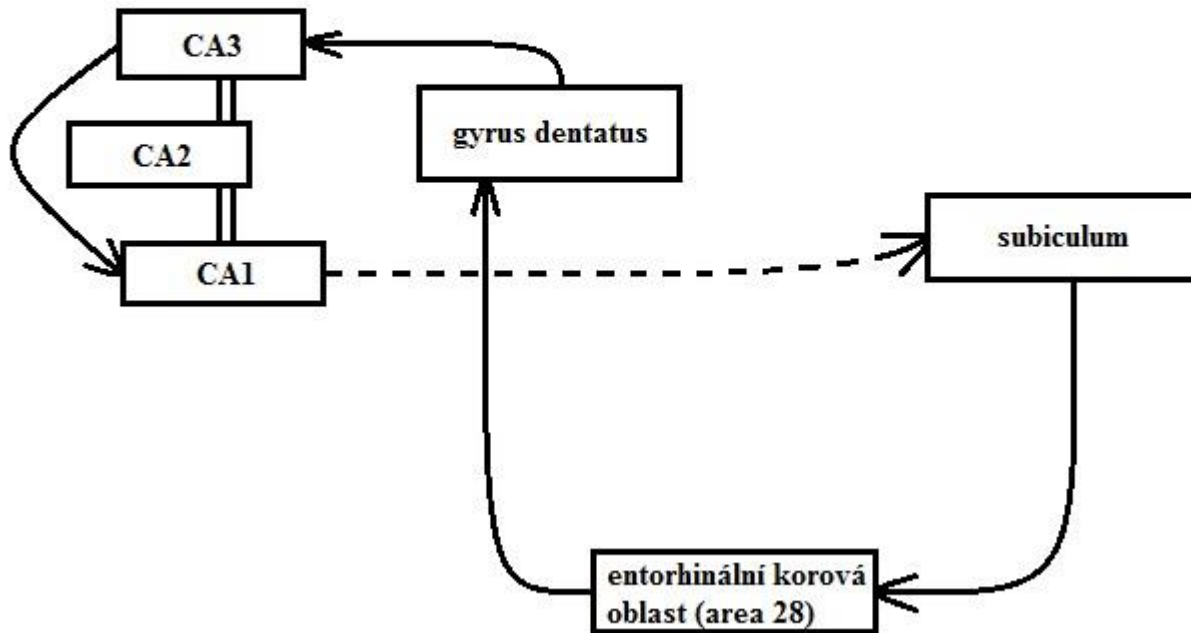 CA3
gyrus dentatus
CA2
subiculum
CA1
entorhinální korová
oblast (area 28)